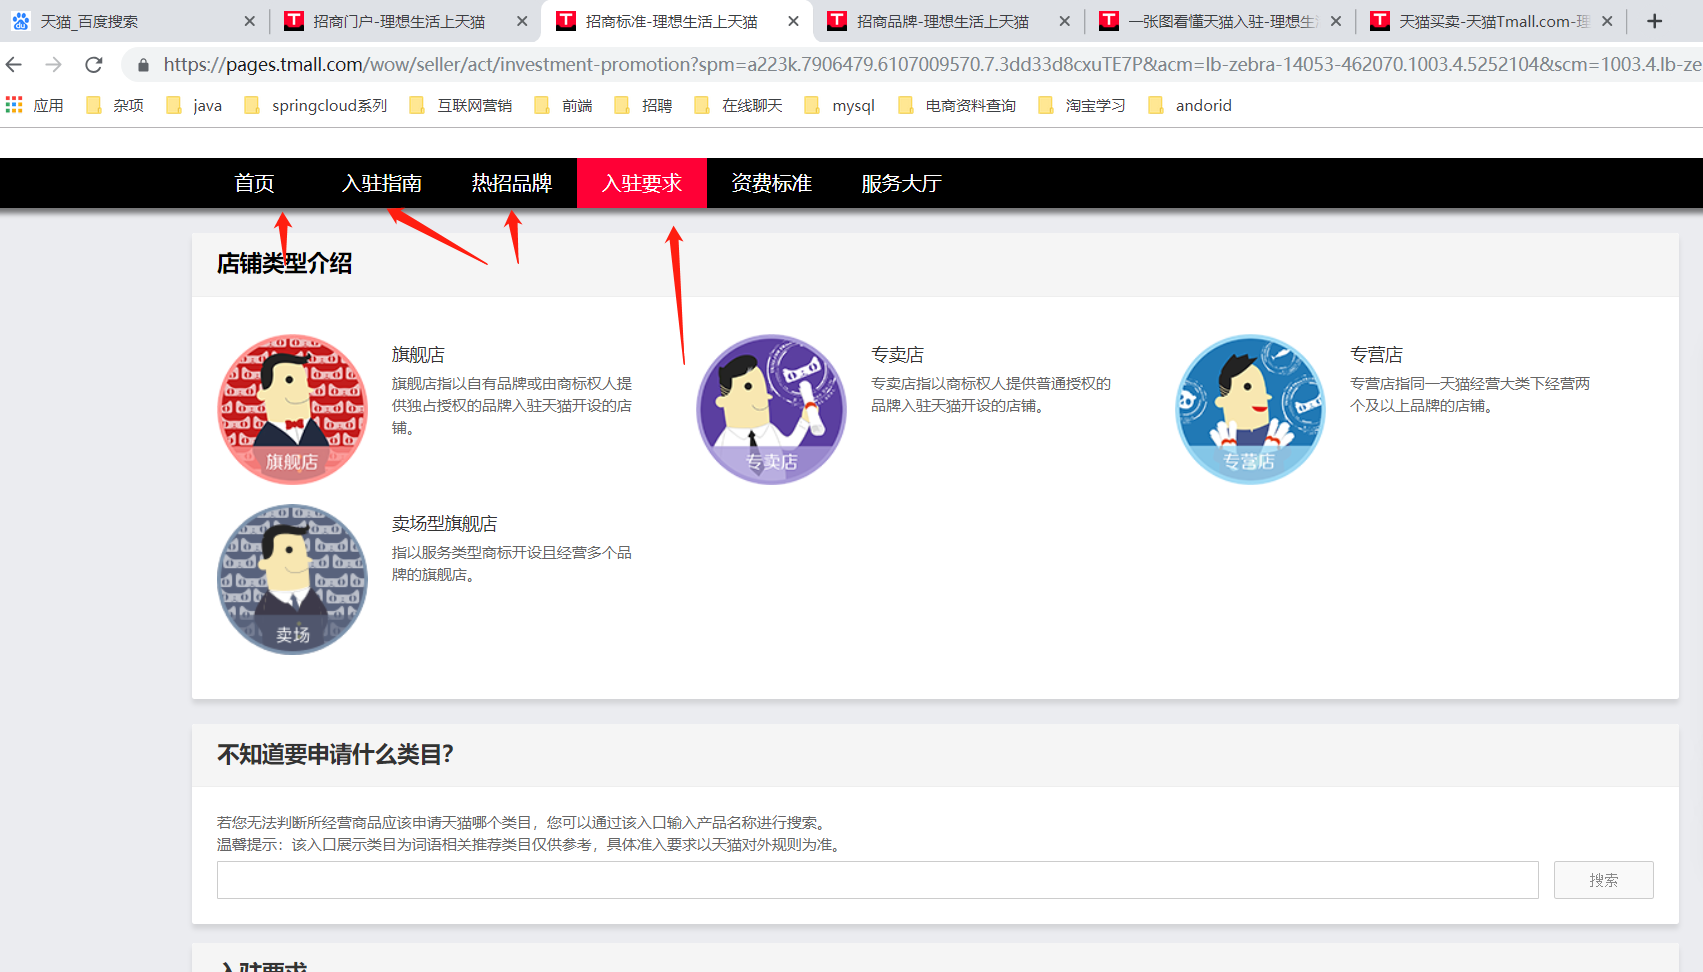 天猫_百度搜索
招商门户-理想生活上天猫
招商标准-理想生活上天猫
招商品牌-理想生活上天猫
一张图看懂天猫入驻-理想生
天猫买卖-天猫Tmall.com-理
https://pages.tmall.com/wow/seller/act/investment-promotion?spm=a223k.7906479.6107009570.7.3dd33d8cxuTE7P&acm=lb-zebra-14053-462070.1003.4.5252104&scm=1003.4.lb-ze
应用 杂项 java springcloud系列 互联网营销 前端 招聘 在线聊天 mysql 电商资料查询 淘宝学习 andorid
首页 入驻指南 热招品牌 入驻要求 资费标准 服务大厅
店铺类型介绍
旗舰店
旗舰店指以自有品牌或由商标权人提
供独占授权的品牌入驻天猫开设的店
铺。
旗舰店
专卖店
专卖店指以商标权人提供普通授权的
品牌入驻天猫开设的店铺。
专卖店
专营店
专营店指同一天猫经营大类下经营两
个及以上品牌的店铺。
专营店
卖场型旗舰店
指以服务类型商标开设且经营多个品
牌的旗舰店。
卖场
不知道要申请什么类目?
若您无法判断所经营商品应该申请天猫哪个类目，您可以通过该入口输入产品名称进行搜索。
温馨提示：该入口展示类目为词语相关推荐类目仅供参考，具体准入要求以天猫对外规则为准。
搜索
入驻要求